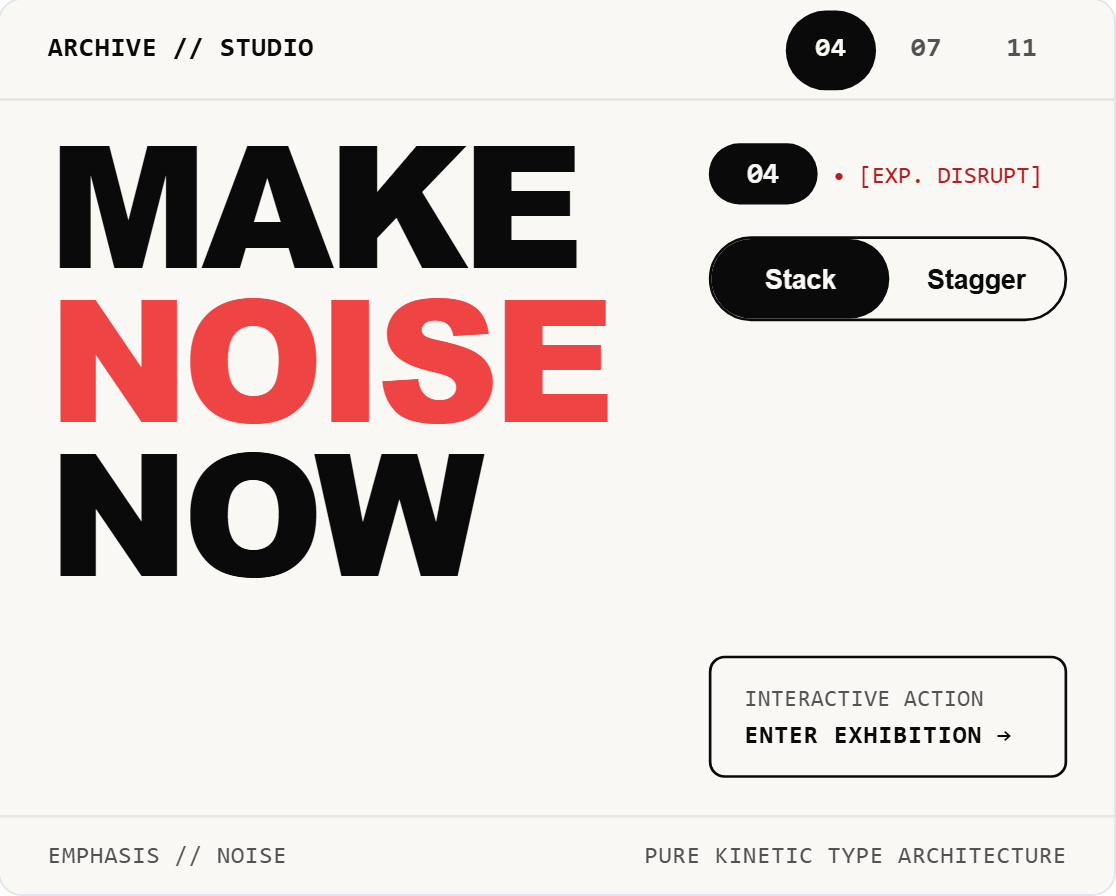 ARCHIVE // STUDIO
04 07 11
MAKE
NOISE
NOW
04 • [EXP. DISRUPT]
Stack Stagger
INTERACTIVE ACTION
ENTER EXHIBITION →
EMPHASIS // NOISE
PURE KINETIC TYPE ARCHITECTURE